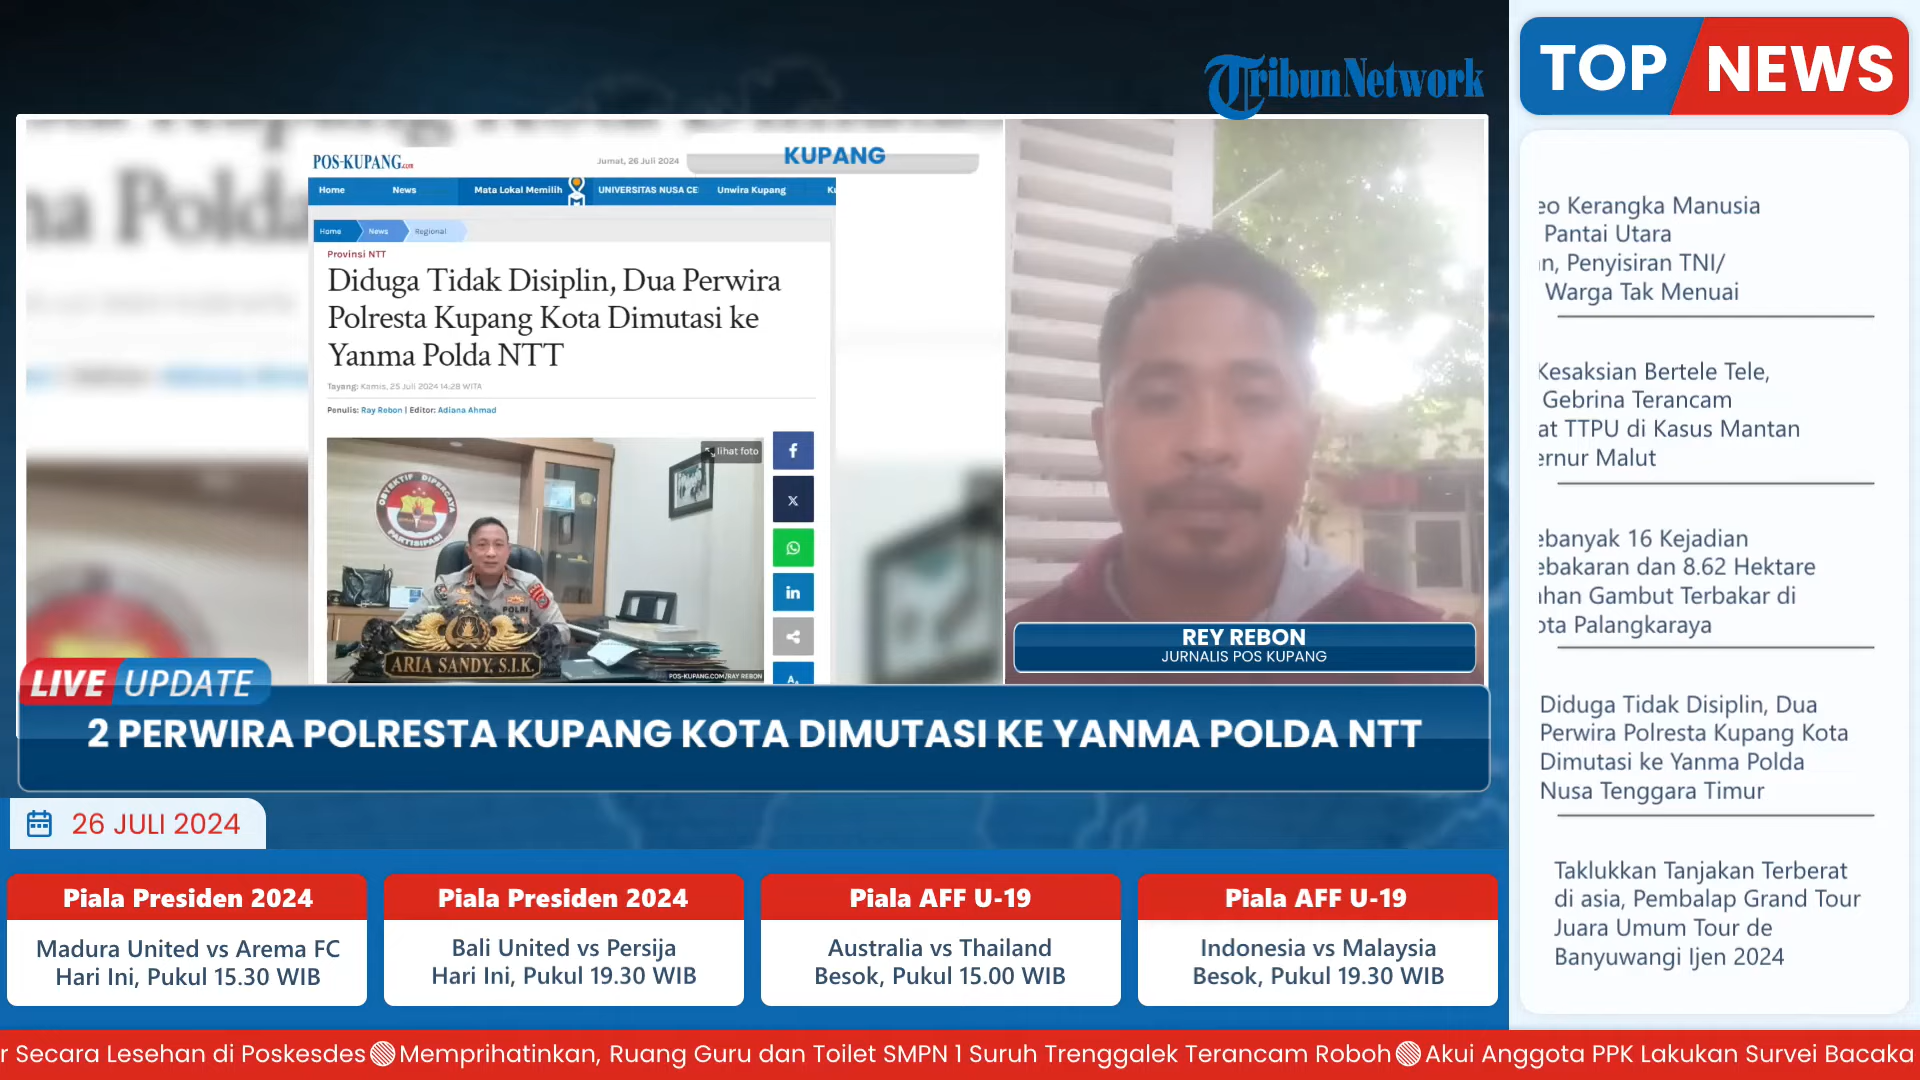 TribunNetwork
TOP NEWS
POS-KUPANG.com
Jumat, 26 Juli 2024
KUPANG
Home
News
Mata Lokal Memilih
UNIVERSITAS NUSA CE
Unwira Kupang
Home
News
Regional
Provinsi NTT
Diduga Tidak Disiplin, Dua Perwira
Polresta Kupang Kota Dimutasi ke
Yanma Polda NTT
Tayang: Kamis, 25 Juli 2024 14:28 WITA
Penulis: Ray Rebon | Editor: Adiana Ahmad
lihat foto
OBYEKTIF DIPERCAYA
PARTISIPASI
POLRI
ARIA SANDY, S.I.K.
POS-KUPANG.COM/RAY REBON
REY REBON
JURNALIS POS KUPANG
LIVE UPDATE
2 PERWIRA POLRESTA KUPANG KOTA DIMUTASI KE YANMA POLDA NTT
26 JULI 2024
Piala Presiden 2024
Madura United vs Arema FC
Hari Ini, Pukul 15.30 WIB
Piala Presiden 2024
Bali United vs Persija
Hari Ini, Pukul 19.30 WIB
Piala AFF U-19
Australia vs Thailand
Besok, Pukul 15.00 WIB
Piala AFF U-19
Indonesia vs Malaysia
Besok, Pukul 19.30 WIB
eo Kerangka Manusia
Pantai Utara
n, Penyisiran TNI/
Warga Tak Menuai
Kesaksian Bertele Tele,
Gebrina Terancam
at TTPU di Kasus Mantan
ernur Malut
ebanyak 16 Kejadian
ebakaran dan 8.62 Hektare
ahan Gambut Terbakar di
ota Palangkaraya
Diduga Tidak Disiplin, Dua
Perwira Polresta Kupang Kota
Dimutasi ke Yanma Polda
Nusa Tenggara Timur
Taklukkan Tanjakan Terberat
di asia, Pembalap Grand Tour
Juara Umum Tour de
Banyuwangi Ijen 2024
r Secara Lesehan di Poskesdes Memprihatinkan, Ruang Guru dan Toilet SMPN 1 Suruh Trenggalek Terancam Roboh Akui Anggota PPK Lakukan Survei Bacaka